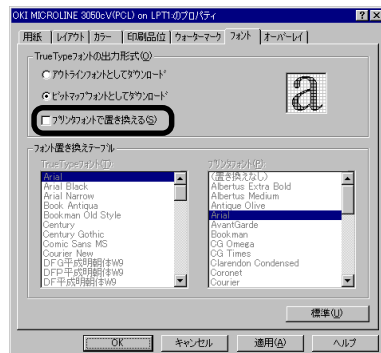 OKI MICROLINE 3050cV(PCL) on LPT1:のプロパティ
用紙 レイアウト カラー 印刷品位 ウォーターマーク フォント オーバーレイ
TrueTypeフォントの出力形式(O)
アウトラインフォントとしてダウンロード
ビットマップフォントとしてダウンロード
プリンタフォントで置き換える(S)
a
フォント置き換えテーブル
TrueTypeフォント(T):
Arial
Arial Black
Arial Narrow
Book Antiqua
Bookman Old Style
Century
Century Gothic
Comic Sans MS
Courier New
DFG平成明朝体W9
DFP平成明朝体W9
DF平成明朝体W9
プリンタフォント(P):
(置き換えなし)
Albertus Extra Bold
Albertus Medium
Antique Olive
Arial
AvantGarde
Bookman
CG Omega
CG Times
Clarendon Condensed
Coronet
Courier
標準(U)
OK キャンセル 適用(A) ヘルプ